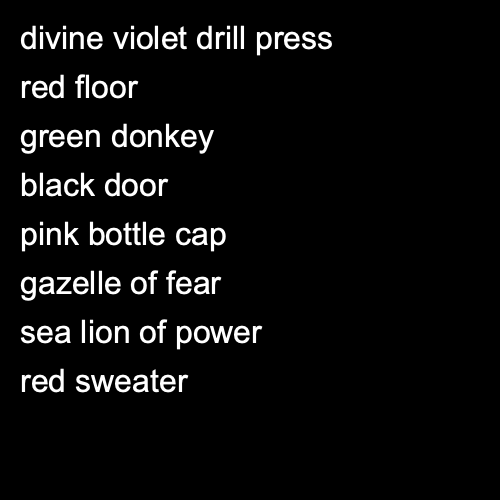 divine violet drill press
red floor
green donkey
black door
pink bottle cap
gazelle of fear
sea lion of power
red sweater